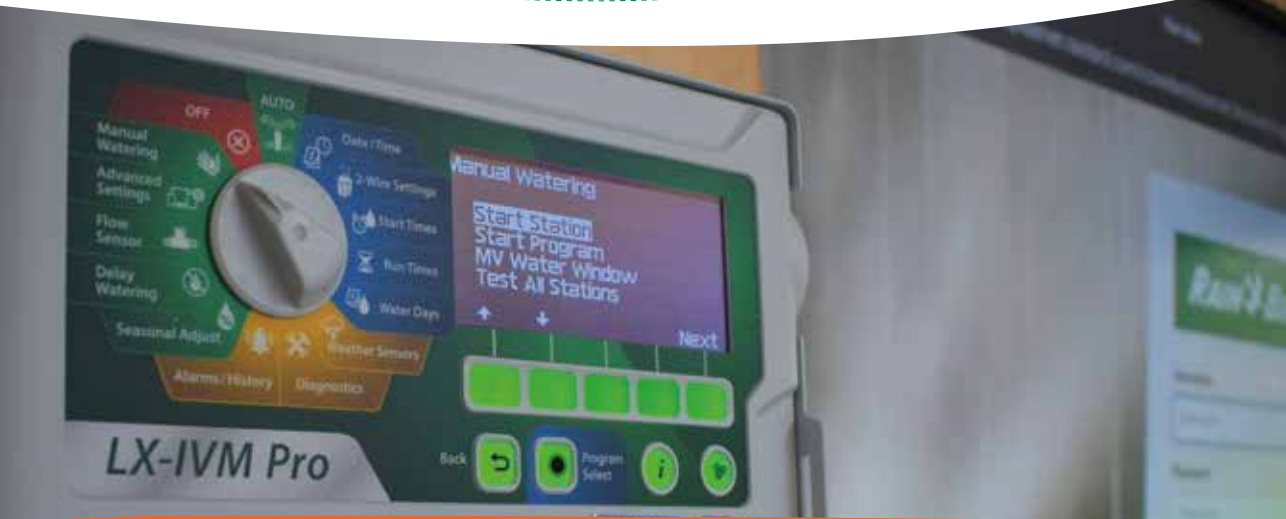 OFF
AUTO
Manual
Watering
Advanced
Settings
Flow
Sensor
Delay
Watering
Seasonal Adjust
Alarms/History
Diagnostics
Weather Sensors
Water Days
Run Times
Start Times
2-Wire Settings
Date/Time
Manual Watering
Start Station
Start Program
MV Water Window
Test All Stations
Next
LX-IVM Pro
Back
Program
Select
i